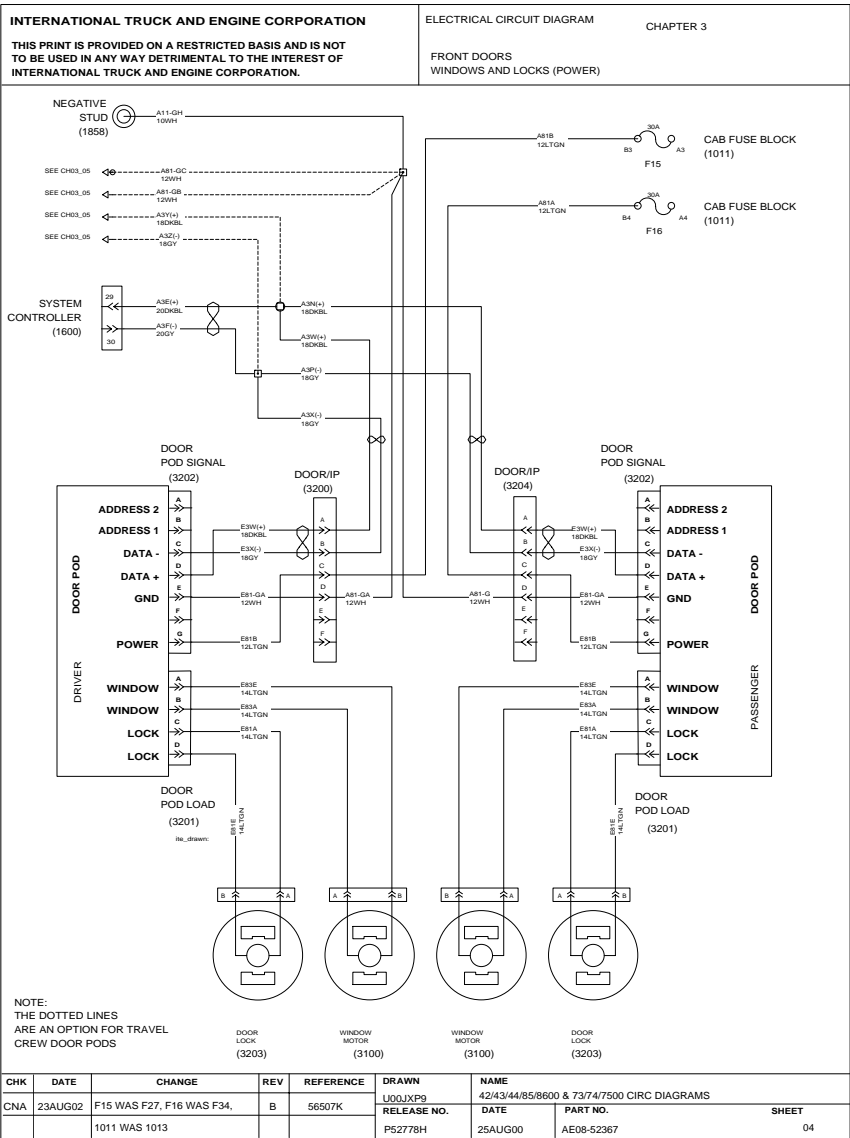 INTERNATIONAL TRUCK AND ENGINE CORPORATION
THIS PRINT IS PROVIDED ON A RESTRICTED BASIS AND IS NOT
TO BE USED IN ANY WAY DETRIMENTAL TO THE INTEREST OF
INTERNATIONAL TRUCK AND ENGINE CORPORATION.
ELECTRICAL CIRCUIT DIAGRAM
CHAPTER 3
FRONT DOORS
WINDOWS AND LOCKS (POWER)
NEGATIVE
STUD
(1858)
A11-GH
10WH
SEE CH03_05
A81-GC
12WH
SEE CH03_05
A81-GB
12WH
SEE CH03_05
A3Y(+)
18DKBL
SEE CH03_05
A3Z(-)
18GY
A81B
12LTGN
30A
B3
A3
F15
CAB FUSE BLOCK
(1011)
A81A
12LTGN
30A
B4
A4
F16
CAB FUSE BLOCK
(1011)
SYSTEM
CONTROLLER
(1600)
29
30
A3E(+)
20DKBL
A3F(-)
20GY
A3N(+)
18DKBL
A3W(+)
18DKBL
A3P(-)
18GY
A3X(-)
18GY
DOOR
POD SIGNAL
(3202)
DOOR/IP
(3200)
DOOR/IP
(3204)
DOOR
POD SIGNAL
(3202)
DOOR POD
DRIVER
ADDRESS 2
ADDRESS 1
DATA -
DATA +
GND
POWER
WINDOW
WINDOW
LOCK
LOCK
A
B
C
D
E
F
G
A
B
C
D
E3W(+)
18DKBL
E3X(-)
18GY
E81-GA
12WH
E81B
12LTGN
A
B
C
D
E
F
A81-GA
12WH
A81-G
12WH
A
B
C
D
E
F
E3W(+)
18DKBL
E3X(-)
18GY
E81-GA
12WH
E81B
12LTGN
A
B
C
D
E
F
G
A
B
C
D
ADDRESS 2
ADDRESS 1
DATA -
DATA +
GND
POWER
WINDOW
WINDOW
LOCK
LOCK
DOOR POD
PASSENGER
E83E
14LTGN
E83A
14LTGN
E81A
14LTGN
E83E
14LTGN
E83A
14LTGN
E81A
14LTGN
DOOR
POD LOAD
(3201)
ite_drawn:
E81E
14LTGN
E81E
14LTGN
DOOR
POD LOAD
(3201)
B A
A B
B A
A B
NOTE:
THE DOTTED LINES
ARE AN OPTION FOR TRAVEL
CREW DOOR PODS
DOOR
LOCK
(3203)
WINDOW
MOTOR
(3100)
WINDOW
MOTOR
(3100)
DOOR
LOCK
(3203)
CHK DATE CHANGE REV REFERENCE
CNA 23AUG02 F15 WAS F27, F16 WAS F34, B 56507K
1011 WAS 1013
DRAWN
U00JXP9
NAME
42/43/44/85/8600 & 73/74/7500 CIRC DIAGRAMS
RELEASE NO. DATE PART NO. SHEET
P52778H 25AUG00 AE08-52367 04